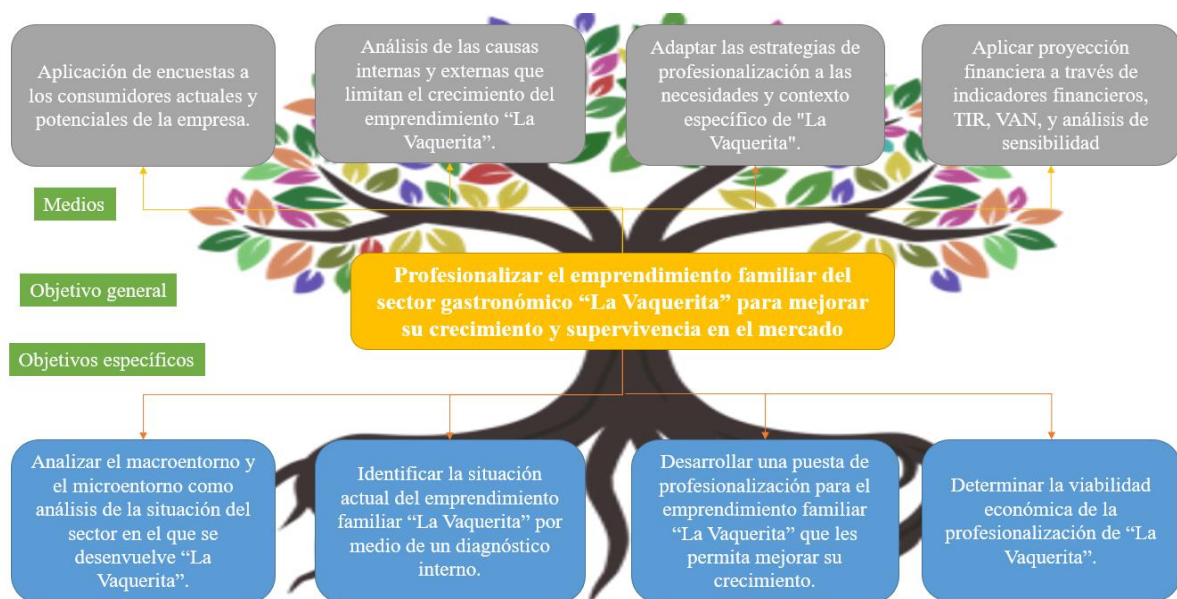 Aplicación de encuestas a
los consumidores actuales y
potenciales de la empresa.
Análisis de las causas
internas y externas que
limitan el crecimiento del
emprendimiento “La
Vaquerita”.
Adaptar las estrategias de
profesionalización a las
necesidades y contexto
específico de "La
Vaquerita".
Aplicar proyección
financiera a través de
indicadores financieros,
TIR, VAN, y análisis de
sensibilidad
Medios
Objetivo general
Profesionalizar el emprendimiento familiar del
sector gastronómico “La Vaquerita” para mejorar
su crecimiento y supervivencia en el mercado
Objetivos específicos
Analizar el macroentorno y
el microentorno como
análisis de la situación del
sector en el que se
desenvuelve “La
Vaquerita”.
Identificar la situación
actual del emprendimiento
familiar “La Vaquerita” por
medio de un diagnóstico
interno.
Desarrollar una puesta de
profesionalización para el
emprendimiento familiar
“La Vaquerita” que les
permita mejorar su
crecimiento.
Determinar la viabilidad
económica de la
profesionalización de “La
Vaquerita”.